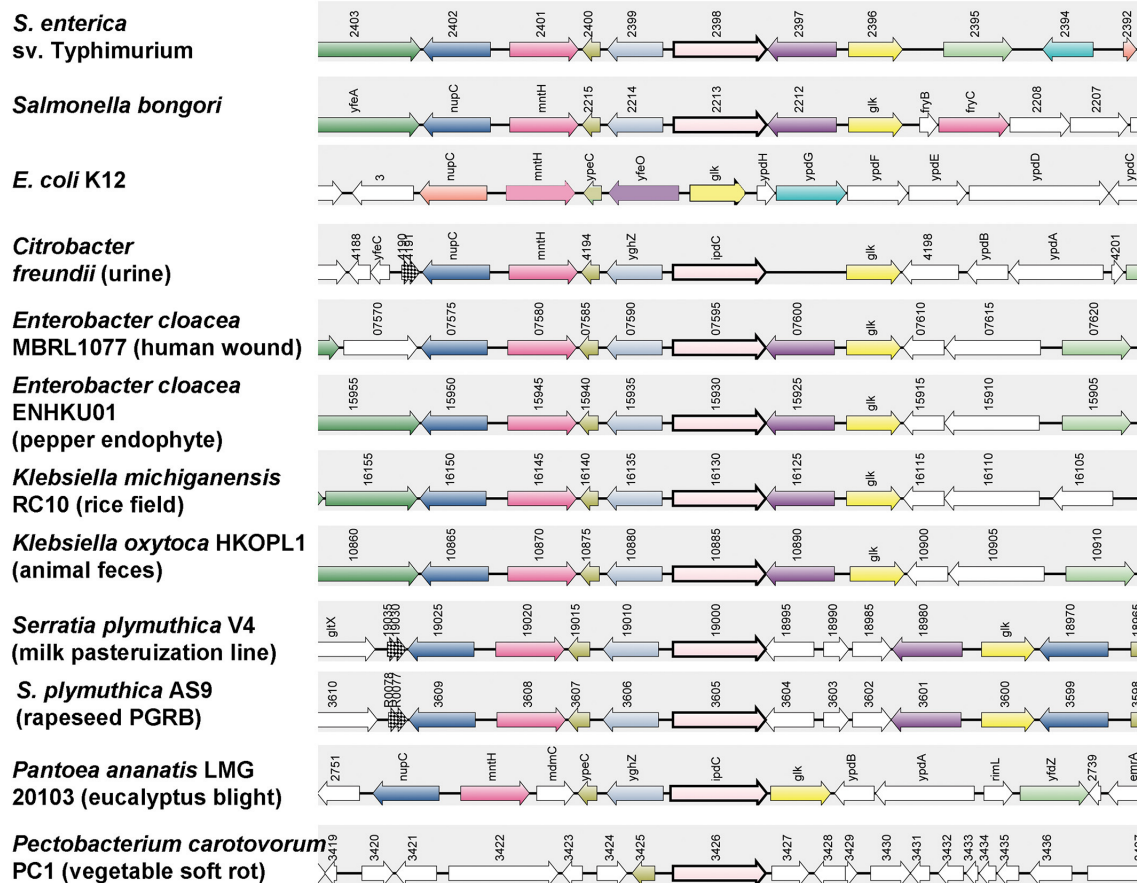 S. enterica
sv. Typhimurium
2403 2402 2401 2400 2399 2398 2397 2396 2395 2394 2392
Salmonella bongori
yfeA nupC mntH 2215 2214 2213 2212 glk fryB fryC 2208 2207
E. coli K12
3 nupC mntH ypeC yfeO glk ypdH ypdG ypdF ypdE ypdD ypdC
Citrobacter
freundii (urine)
4188 yfeC 4190 4191 nupC mntH 4194 yghZ ipdC glk 4198 ypdB ypdA 4201
Enterobacter cloacea
MBRL1077 (human wound)
07570 07575 07580 07585 07590 07595 07600 glk 07610 07615 07620
Enterobacter cloacea
ENHKU01
(pepper endophyte)
15955 15950 15945 15940 15935 15930 15925 glk 15915 15910 15905
Klebsiella michiganensis
RC10 (rice field)
16155 16150 16145 16140 16135 16130 16125 glk 16115 16110 16105
Klebsiella oxytoca HKOPL1
(animal feces)
10860 10865 10870 10875 10880 10885 10890 glk 10900 10905 10910
Serratia plymuthica V4
(milk pasteruization line)
gltX 19035 19030 19025 19020 19015 19010 19000 18995 18990 18985 18980 glk 18970 18965
S. plymuthica AS9
(rapeseed PGRB)
3610 R0078 R0077 3609 3608 3607 3606 3605 3604 3603 3602 3601 3600 3599 3598
Pantoea ananatis LMG
20103 (eucalyptus blight)
2751 nupC mntH mdmC ypeC yghZ ipdC glk ypdB ypdA rimL yfdZ 2739 emrA
Pectobacterium carotovorum
PC1 (vegetable soft rot)
3419 3420 3421 3422 3423 3424 3425 3426 3427 3428 3429 3430 3431 3432 3433 3434 3435 3436